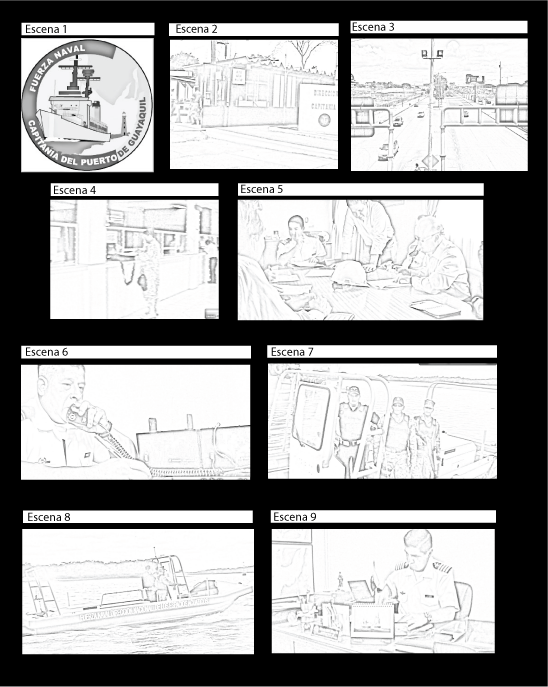 Escena 1
Escena 2
Escena 3
FUERZA NAVAL
CAPITANÍA DEL PUERTO DE GUAYAQUIL
CAPITANIA
Escena 4
Escena 5
Escena 6
Escena 7
Escena 8
Escena 9